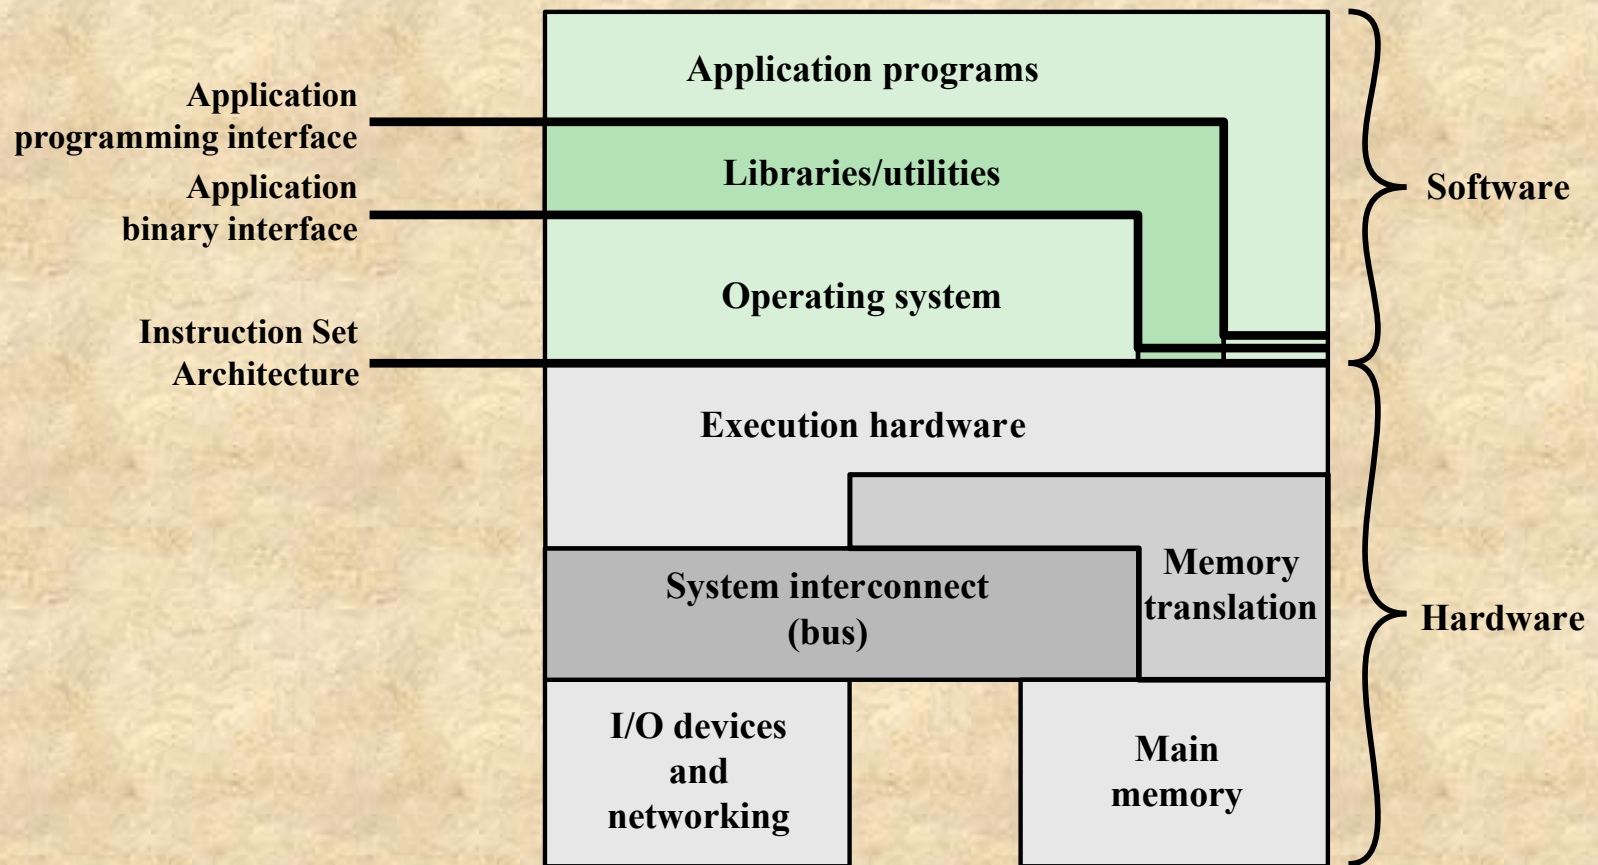 Application programs
Application
programming interface
Libraries/utilities
Application
binary interface
Software
Operating system
Instruction Set
Architecture
Execution hardware
Memory
translation
System interconnect
(bus)
Hardware
I/O devices
and
networking
Main
memory